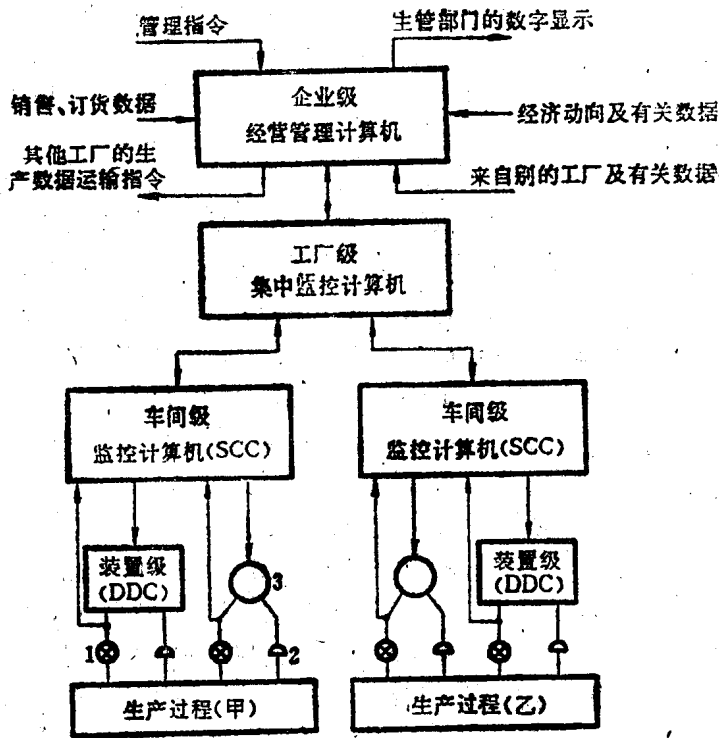 管理指令
生管部门的数字显示
企业级
经营管理计算机
销售、订货数据
经济动向及有关数据
其他工厂的生
产数据运输指令
来自别的工厂及有关数据
工厂级
集中监控计算机
车间级
监控计算机(SCC)
车间级
监控计算机(SCC)
装置级
(DDC)
3
装置级
(DDC)
1
2
生产过程(甲)
生产过程(乙)